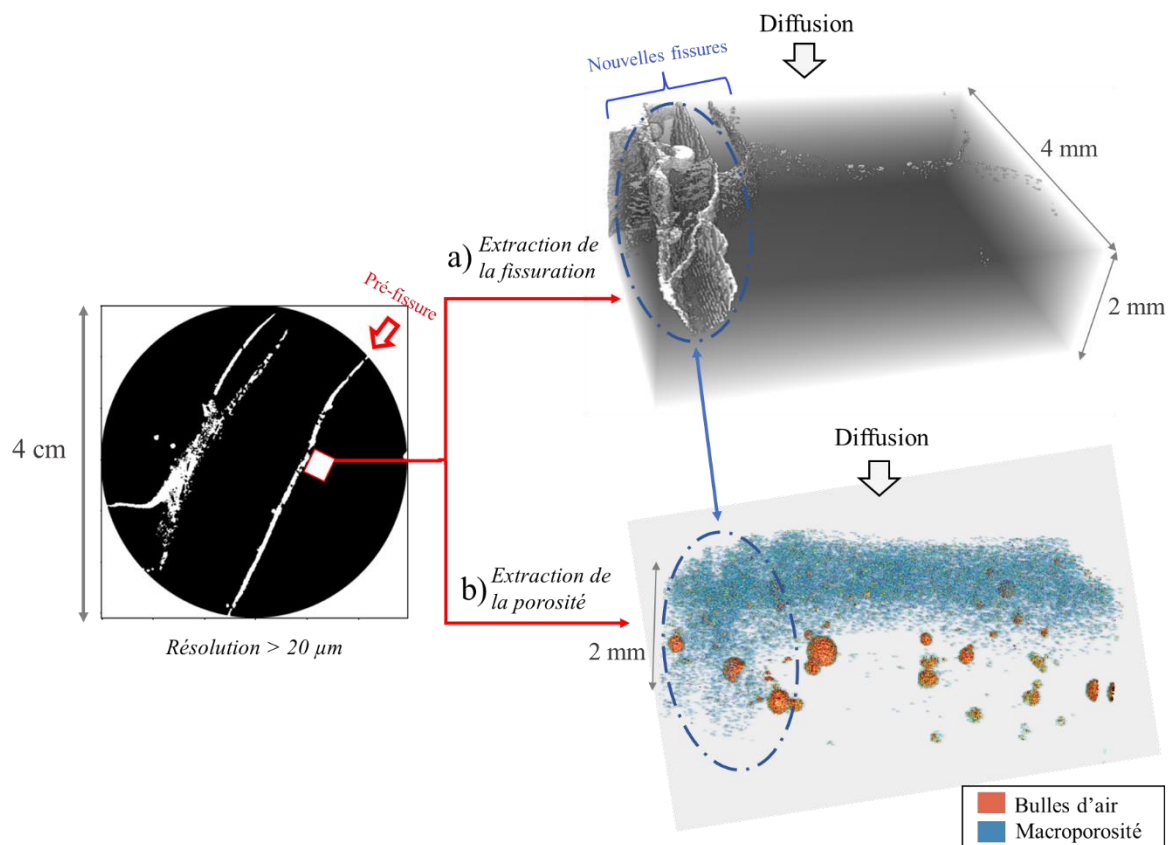 Diffusion
Nouvelles fissures
4 mm
a) Extraction de
la fissuration
Pré-fissure
2 mm
4 cm
Diffusion
b) Extraction de
la porosité
2 mm
Résolution > 20 µm
Bulles d'air
Macroporosité